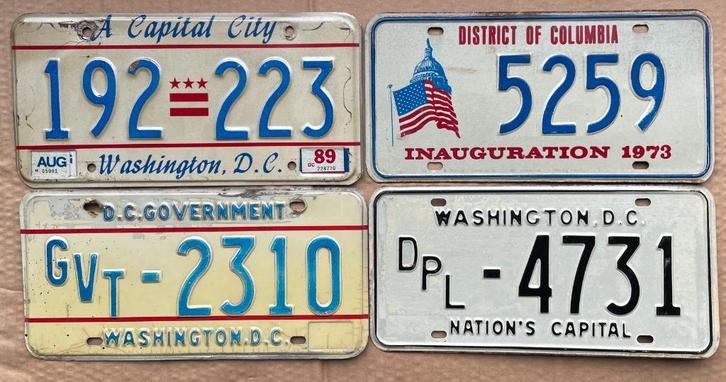 A Capital City
192 223
AUG
89
Washington, D.C.
DISTRICT OF COLUMBIA
5259
INAUGURATION 1973
D.C. GOVERNMENT
GVT-2310
WASHINGTON, D.C.
WASHINGTON, D.C.
DPL-4731
NATION'S CAPITAL